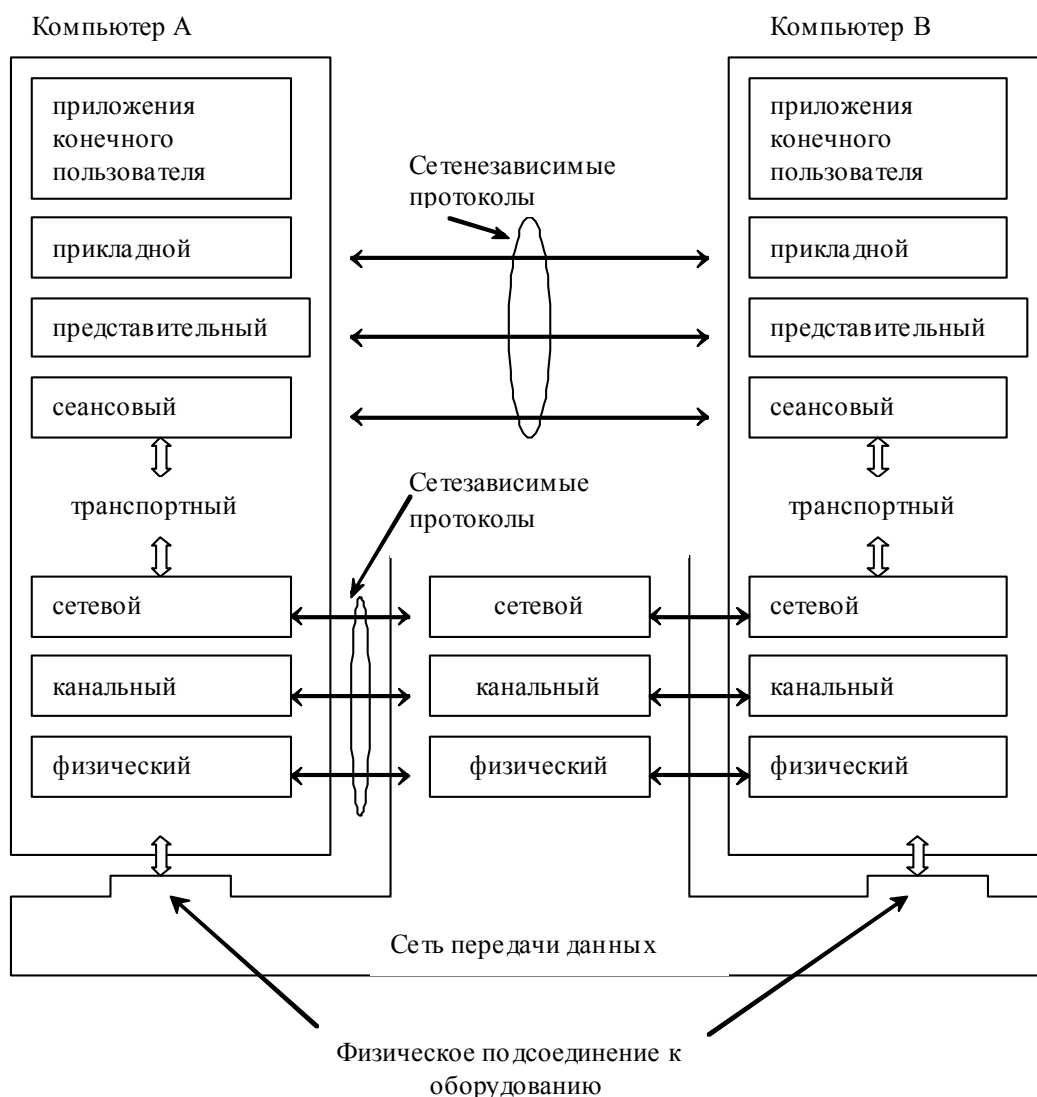 Компьютер А
Компьютер В
приложения
конечного
пользователя
приложения
конечного
пользователя
Сетенезависимые
протоколы
прикладной
прикладной
представительный
представительный
сеансовый
сеансовый
Сетезависимые
протоколы
транспортный
транспортный
сетевой
сетевой
сетевой
канальный
канальный
канальный
физический
физический
физический
Сеть передачи данных
Физическое подсоединение к
оборудованию